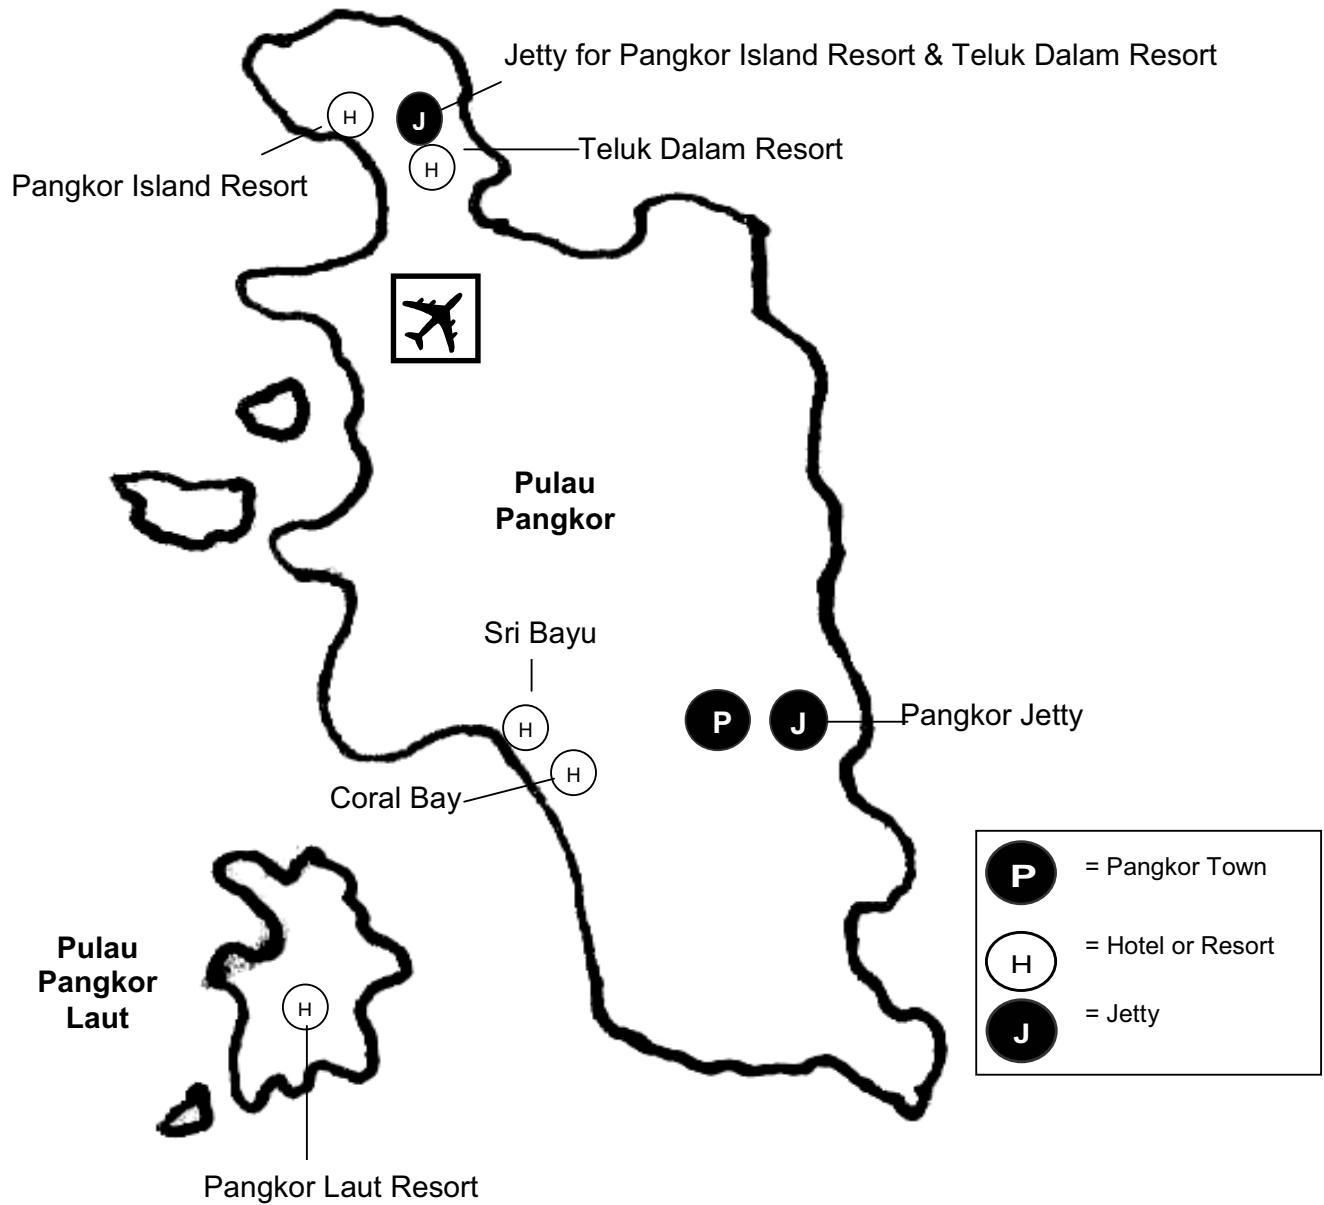 Jetty for Pangkor Island Resort & Teluk Dalam Resort
H
J
Teluk Dalam Resort
H
Pangkor Island Resort
Pulau
Pangkor
Sri Bayu
H
P
J
Pangkor Jetty
H
Coral Bay
P = Pangkor Town
H = Hotel or Resort
J = Jetty
Pulau
Pangkor
Laut
H
Pangkor Laut Resort